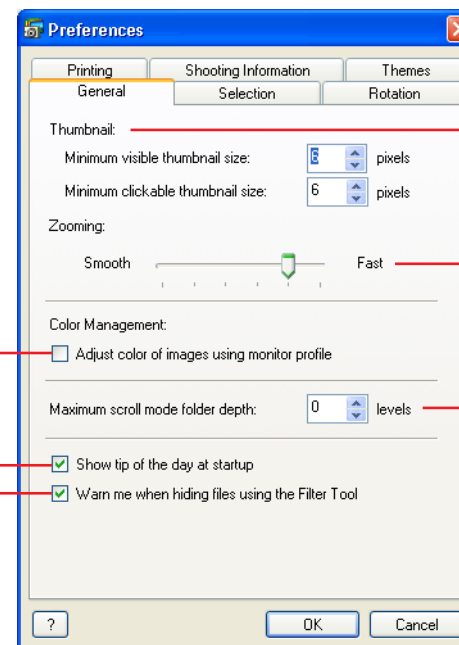 Preferences
Printing Shooting Information Themes
General Selection Rotation
Thumbnail:
Minimum visible thumbnail size: 6 pixels
Minimum clickable thumbnail size: 6 pixels
Zooming:
Smooth Fast
Color Management:
Adjust color of images using monitor profile
Maximum scroll mode folder depth: 0 levels
Show tip of the day at startup
Warn me when hiding files using the Filter Tool
? OK Cancel